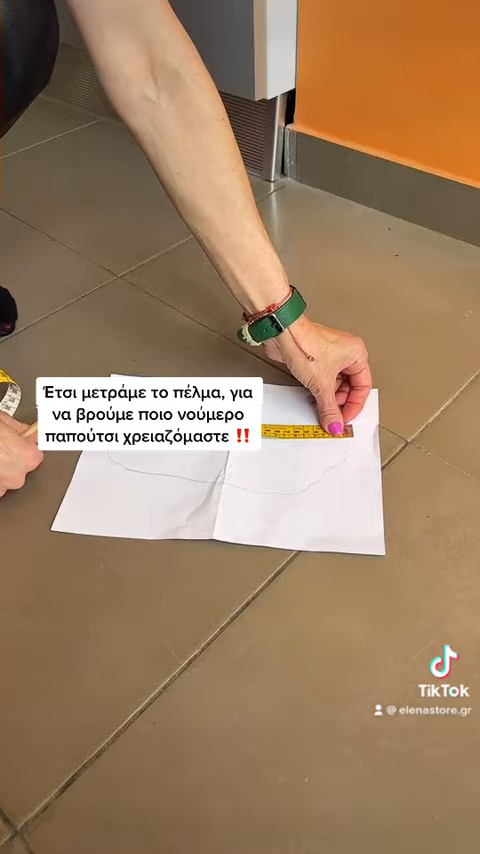 Έτσι μετράμε το πέλμα, για
να βρούμε ποιο νούμερο
παπούτσι χρειαζόμαστε ‼️
TikTok
@ elenastore.gr